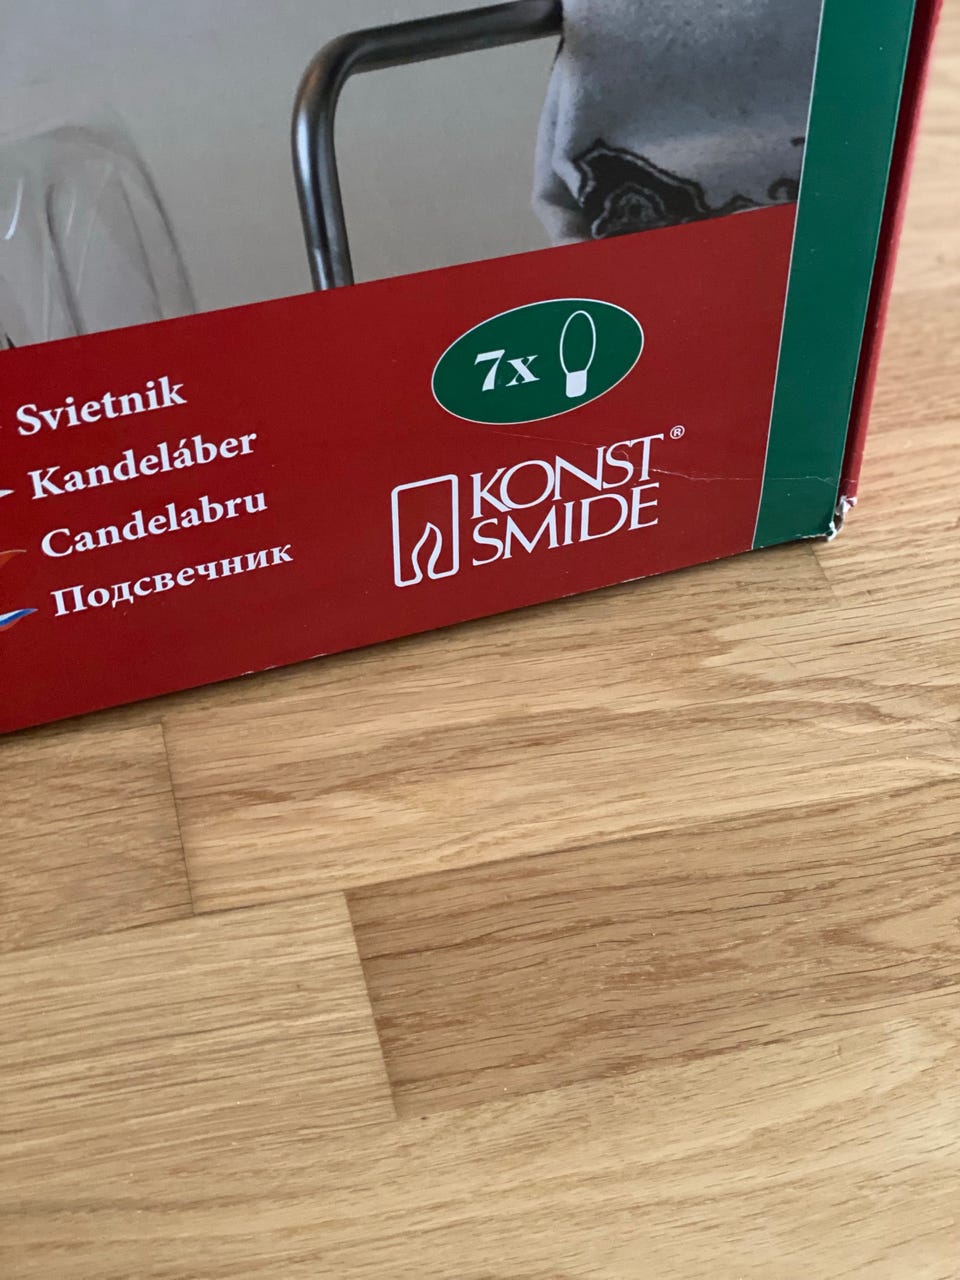 Svietnik
Kandeláber
Candelabru
Подсвечник
7x
KONST
SMIDE®